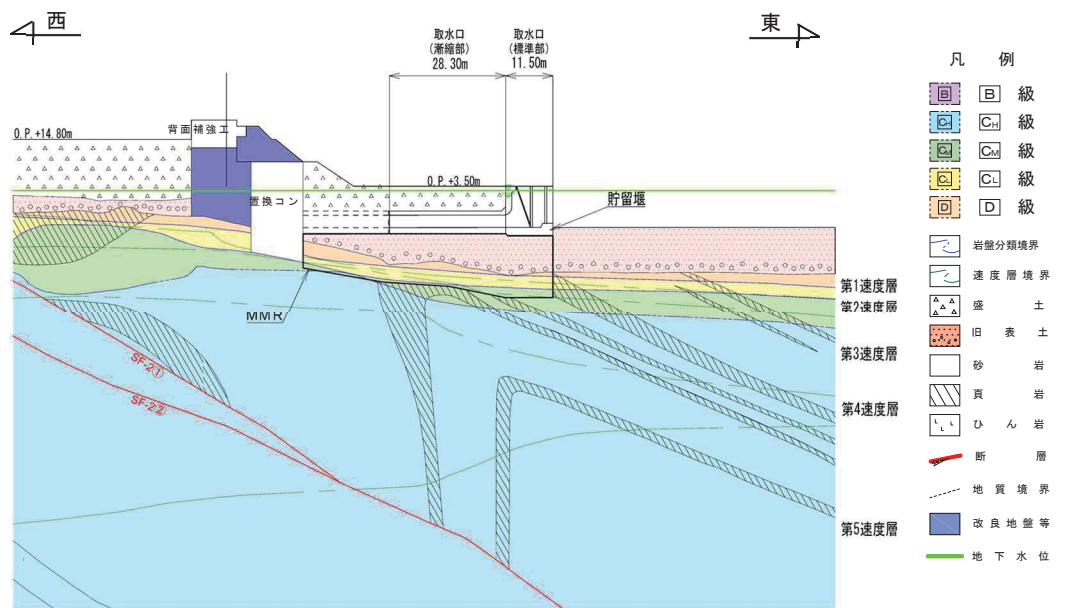 西
東
取水口
(漸縮部)
28.30m
取水口
(標準部)
11.50m
背面補強工
O.P.+14.80m
O.P.+3.50m
置換コン
貯留堰
MMR
SF-2①
SF-2②
第1速度層
第2速度層
第3速度層
第4速度層
第5速度層
凡 例
B B 級
CH CH 級
CM CM 級
CL CL 級
D D 級
岩盤分類境界
速度層境界
盛 土
旧 表 土
砂 岩
頁 岩
ひ ん 岩
断 層
地 質 境 界
改 良 地 盤 等
地 下 水 位